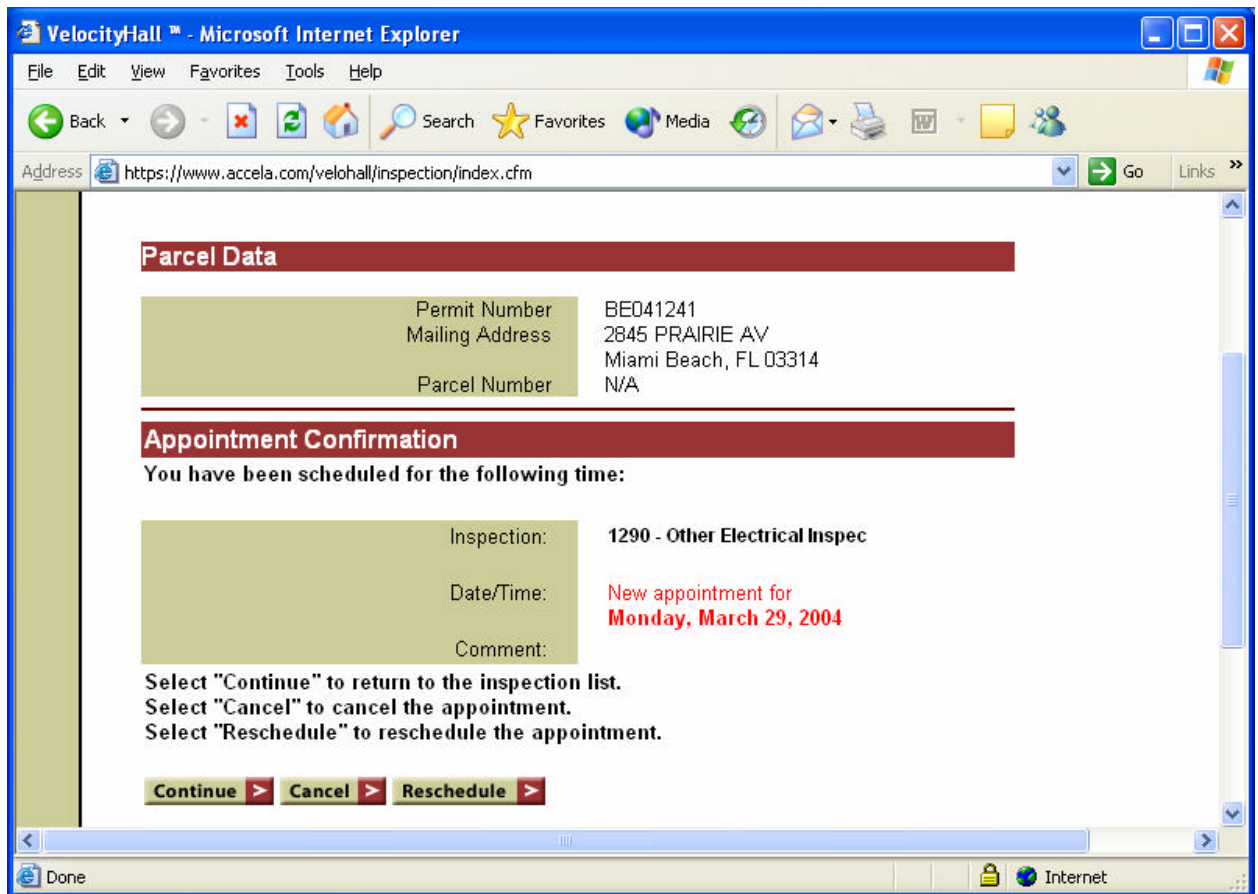 VelocityHall ™ - Microsoft Internet Explorer
File Edit View Favorites Tools Help
Back Search Favorites Media W
Address https://www.accela.com/velohall/inspection/index.cfm Go Links »
Parcel Data
Permit Number BE041241
Mailing Address 2845 PRAIRIE AV
Miami Beach, FL 03314
Parcel Number N/A
Appointment Confirmation
You have been scheduled for the following time:
Inspection: 1290 - Other Electrical Inspec
Date/Time: New appointment for
Monday, March 29, 2004
Comment:
Select "Continue" to return to the inspection list.
Select "Cancel" to cancel the appointment.
Select "Reschedule" to reschedule the appointment.
Continue > Cancel > Reschedule >
Done Internet